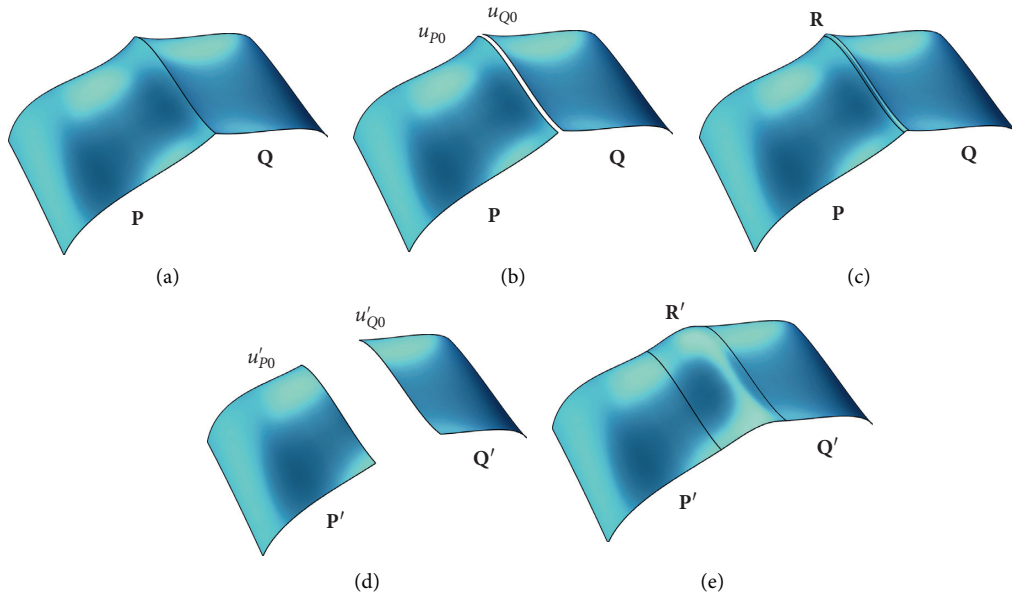 P
Q
(a)
u_{Q0}
u_{P0}
P
Q
(b)
R
P
Q
(c)
u'_{Q0}
u'_{P0}
Q'
P'
(d)
R'
Q'
P'
(e)